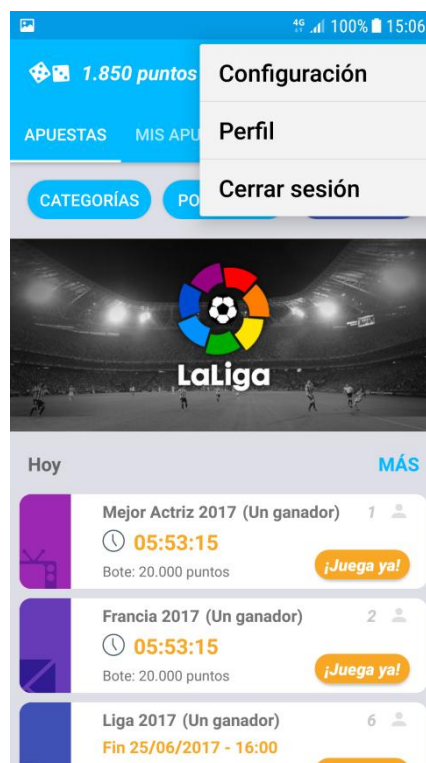 4G 100% 15:06
1.850 puntos
Configuración
Perfil
Cerrar sesión
APUESTAS MIS APU
CATEGORÍAS PO
LaLiga
Hoy MÁS
Mejor Actriz 2017 (Un ganador) 1
05:53:15
Bote: 20.000 puntos ¡Juega ya!
Francia 2017 (Un ganador) 2
05:53:15
Bote: 20.000 puntos ¡Juega ya!
Liga 2017 (Un ganador) 6
Fin 25/06/2017 - 16:00